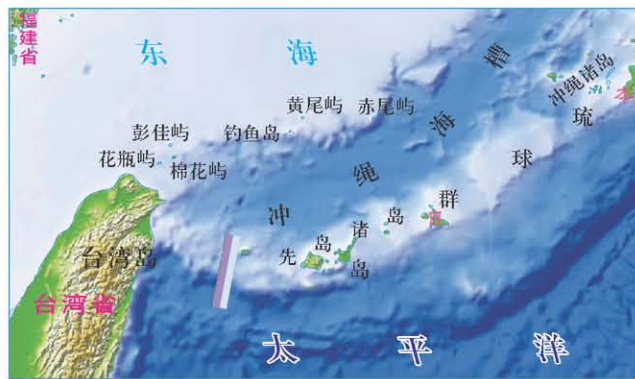 福建省
东海
冲绳海槽
黄尾屿
赤尾屿
冲绳诸岛
彭佳屿
钓鱼岛
花瓶屿
棉花屿
琉球群岛
先岛诸岛
台湾岛
台湾省
太平洋
日